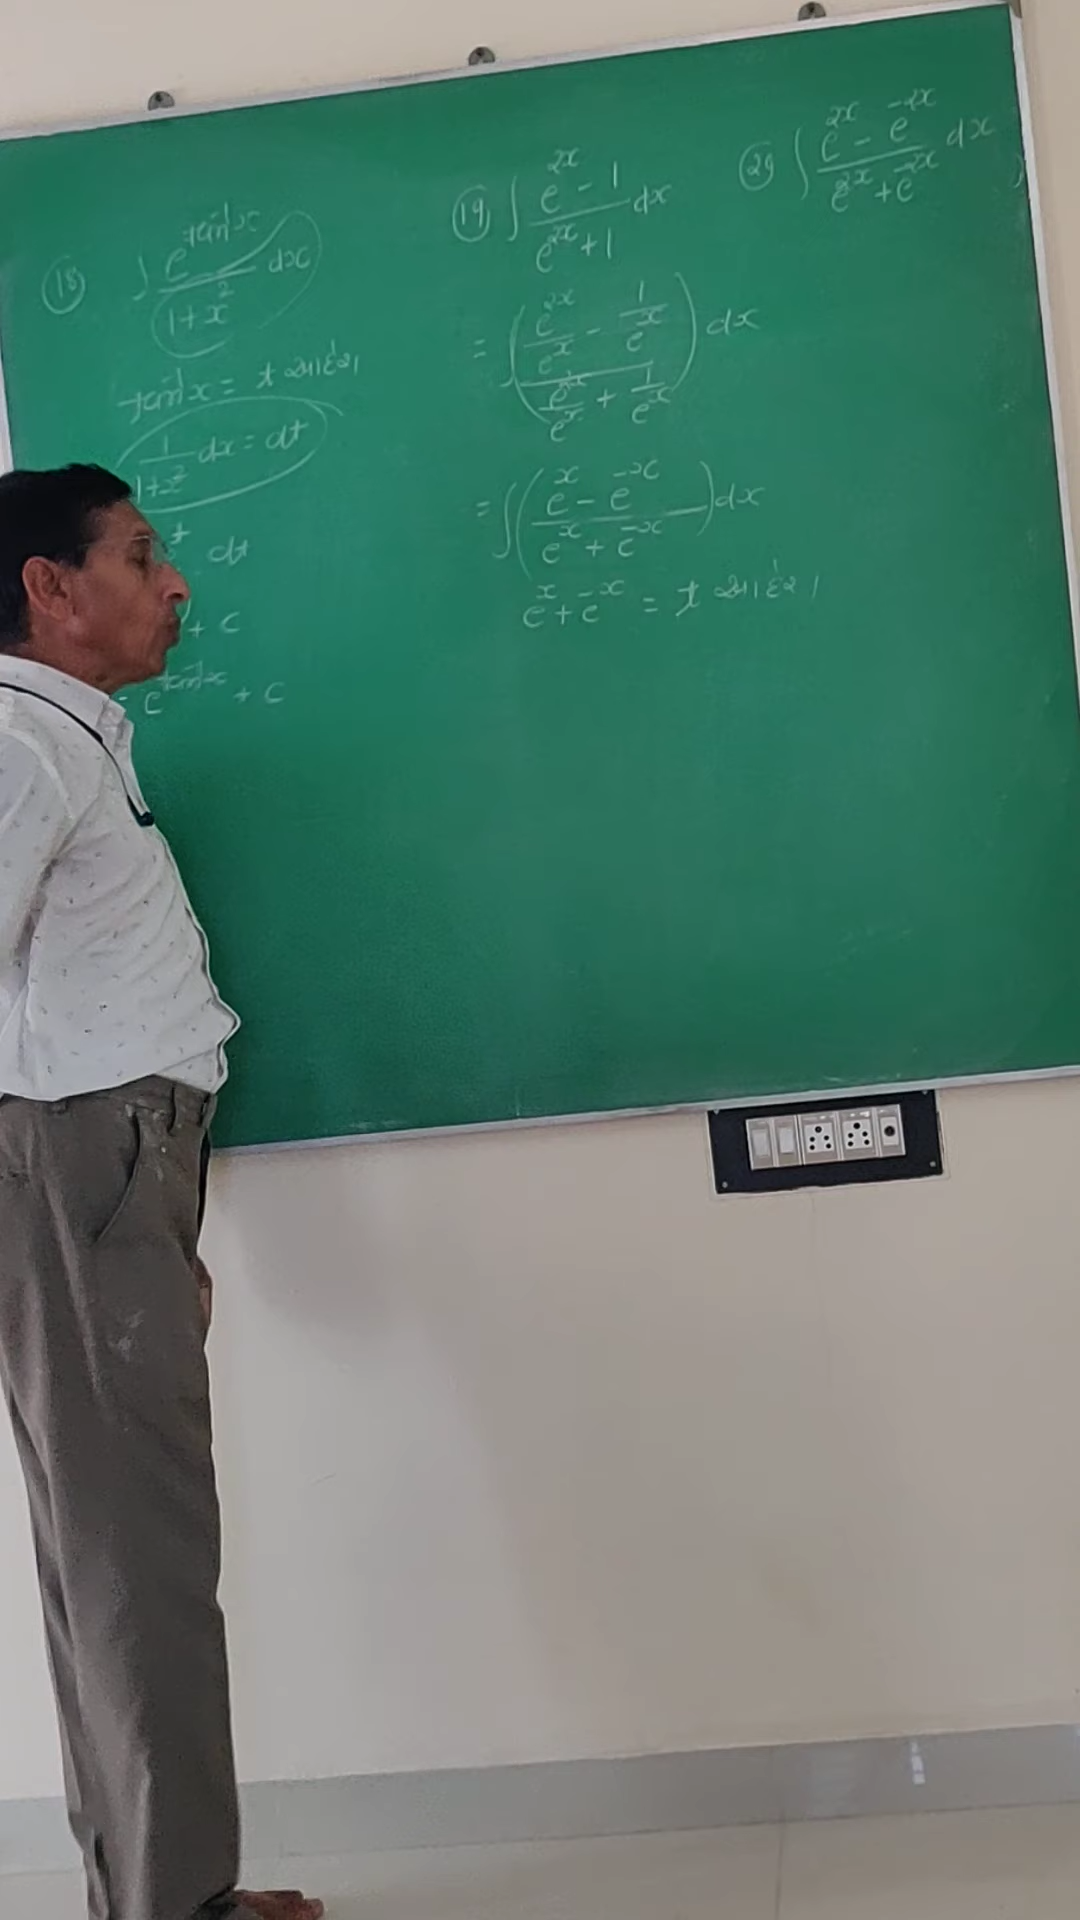 (18) ∫ e^(tan⁻¹x) / (1+x²) dx
tan⁻¹x = t આદેશ
1/(1+x²) dx = dt
t dt
+ c
= e^(tan⁻¹x) + c
(19) ∫ (e^(2x) - 1) / (e^(2x) + 1) dx
= ∫ ( (e^(2x)/e^x - 1/e^x) / (e^(2x)/e^x + 1/e^x) ) dx
= ∫ ( (e^x - e^(-x)) / (e^x + e^(-x)) ) dx
e^x + e^(-x) = t આદેશ
(20) ∫ (e^(2x) - e^(-2x)) / (e^(2x) + e^(-2x)) dx